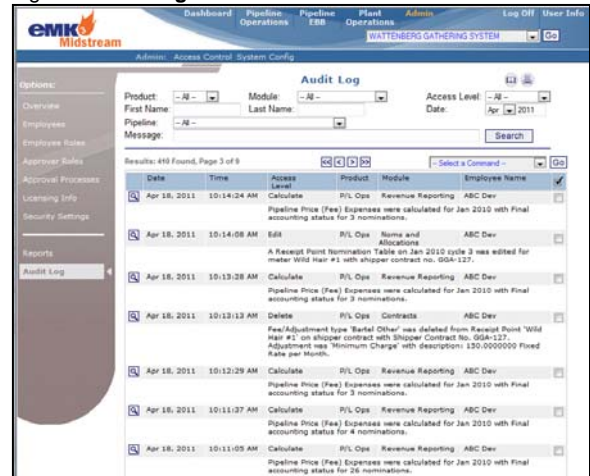 emk
Midstream
Dashboard Pipeline Operations Pipeline EBB Plant Operations Admin Log Off User Info
WATTENBERG GATHERING SYSTEM Go
Admin: Access Control System Config
Options:
Overview
Employees
Employee Roles
Approver Roles
Approval Processes
Licensing Info
Security Settings
Reports
Audit Log
Audit Log
Product: -- All -- Module: -- All -- Access Level: -- All --
First Name: Last Name: Date: Apr 2011
Pipeline: -- All --
Message: Search
Results: 410 Found, Page 3 of 9 << < > >> -- Select a Command -- Go
Date Time Access Level Product Module Employee Name
Apr 18, 2011 10:14:24 AM Calculate P/L Ops Revenue Reporting ABC Dev
Pipeline Price (Fee) Expenses were calculated for Jan 2010 with Final
accounting status for 3 nominations.
Apr 18, 2011 10:14:08 AM Edit P/L Ops Noms and Allocations ABC Dev
A Receipt Point Nomination Table on Jan 2010 cycle 3 was edited for
meter Wild Hair #1 with shipper contract no. GGA-127.
Apr 18, 2011 10:13:28 AM Calculate P/L Ops Revenue Reporting ABC Dev
Pipeline Price (Fee) Expenses were calculated for Jan 2010 with Final
accounting status for 3 nominations.
Apr 18, 2011 10:13:13 AM Delete P/L Ops Contracts ABC Dev
Fee/Adjustment type 'Bartel Other' was deleted from Receipt Point 'Wild
Hair #1' on shipper contract with Shipper Contract No. GGA-127.
Adjustment was 'Minimum Charge' with description: 150.0000000 Fixed
Rate per Month.
Apr 18, 2011 10:12:29 AM Calculate P/L Ops Revenue Reporting ABC Dev
Pipeline Price (Fee) Expenses were calculated for Jan 2010 with Final
accounting status for 3 nominations.
Apr 18, 2011 10:11:37 AM Calculate P/L Ops Revenue Reporting ABC Dev
Pipeline Price (Fee) Expenses were calculated for Jan 2010 with Final
accounting status for 4 nominations.
Apr 18, 2011 10:11:05 AM Calculate P/L Ops Revenue Reporting ABC Dev
Pipeline Price (Fee) Expenses were calculated for Jan 2010 with Final
accounting status for 26 nominations.